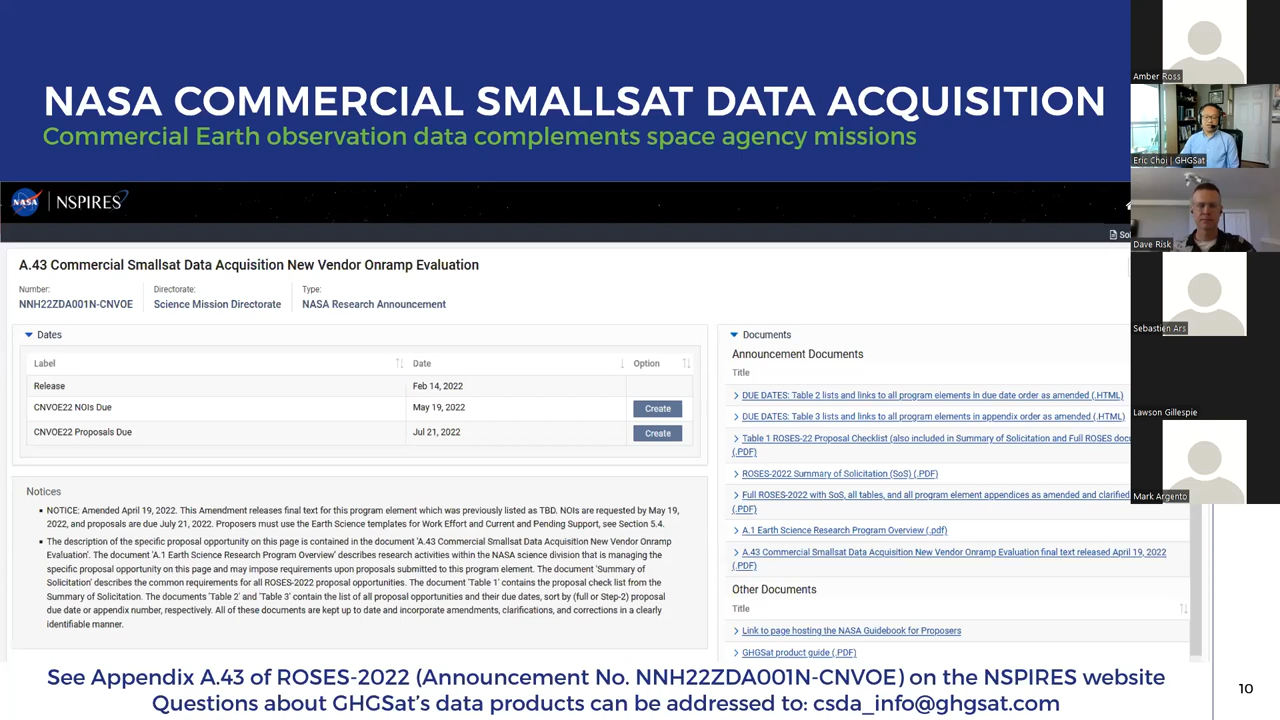 NASA COMMERCIAL SMALLSAT DATA ACQUISITION
Commercial Earth observation data complements space agency missions
NASA NSPIRES
A.43 Commercial Smallsat Data Acquisition New Vendor Onramp Evaluation
Number: Directorate: Type:
NNH22ZDA001N-CNVOE Science Mission Directorate NASA Research Announcement
Dates
Label Date Option
Release Feb 14, 2022
CNVOE22 NOIs Due May 19, 2022 Create
CNVOE22 Proposals Due Jul 21, 2022 Create
Notices
NOTICE: Amended April 19, 2022. This Amendment releases final text for this program element which was previously listed as TBD. NOIs are requested by May 19,
2022, and proposals are due July 21, 2022. Proposers must use the Earth Science templates for Work Effort and Current and Pending Support, see Section 5.4.
The description of the specific proposal opportunity on this page is contained in the document 'A.43 Commercial Smallsat Data Acquisition New Vendor Onramp
Evaluation'. The document 'A.1 Earth Science Research Program Overview' describes research activities within the NASA science division that is managing the
specific proposal opportunity on this page and may impose requirements upon proposals submitted to this program element. The document 'Summary of
Solicitation' describes the common requirements for all ROSES-2022 proposal opportunities. The document 'Table 1' contains the proposal check list from the
Summary of Solicitation. The documents 'Table 2' and 'Table 3' contain the list of all proposal opportunities and their due dates, sort by (full or Step-2) proposal
due date or appendix number, respectively. All of these documents are kept up to date and incorporate amendments, clarifications, and corrections in a clearly
identifiable manner.
Documents
Announcement Documents
Title
DUE DATES: Table 2 lists and links to all program elements in due date order as amended (.HTML)
DUE DATES: Table 3 lists and links to all program elements in appendix order as amended (.HTML)
Table 1 ROSES-22 Proposal Checklist (also included in Summary of Solicitation and Full ROSES docu
(.PDF)
ROSES-2022 Summary of Solicitation (SoS) (.PDF)
Full ROSES-2022 with SoS, all tables, and all program element appendices as amended and clarified
(.PDF)
A.1 Earth Science Research Program Overview (.pdf)
A.43 Commercial Smallsat Data Acquisition New Vendor Onramp Evaluation final text released April 19, 2022
(.PDF)
Other Documents
Title
Link to page hosting the NASA Guidebook for Proposers
GHGSat product guide (.PDF)
See Appendix A.43 of ROSES-2022 (Announcement No. NNH22ZDA001N-CNVOE) on the NSPIRES website
Questions about GHGSat's data products can be addressed to: csda_info@ghgsat.com
10
Amber Ross
Eric Choi | GHGSat
Dave Risk
Sebastien Ars
Lawson Gillespie
Mark Argento